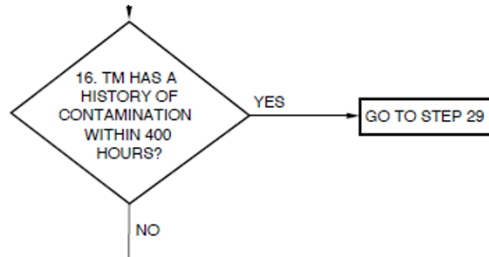 16. TM HAS A
HISTORY OF
CONTAMINATION
WITHIN 400
HOURS?
YES
GO TO STEP 29
NO